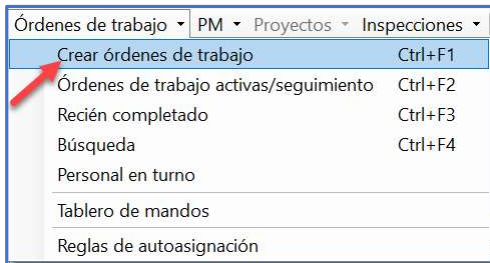 Órdenes de trabajo PM Proyectos Inspecciones
Crear órdenes de trabajo Ctrl+F1
Órdenes de trabajo activas/seguimiento Ctrl+F2
Recién completado Ctrl+F3
Búsqueda Ctrl+F4
Personal en turno
Tablero de mandos
Reglas de autoasignación